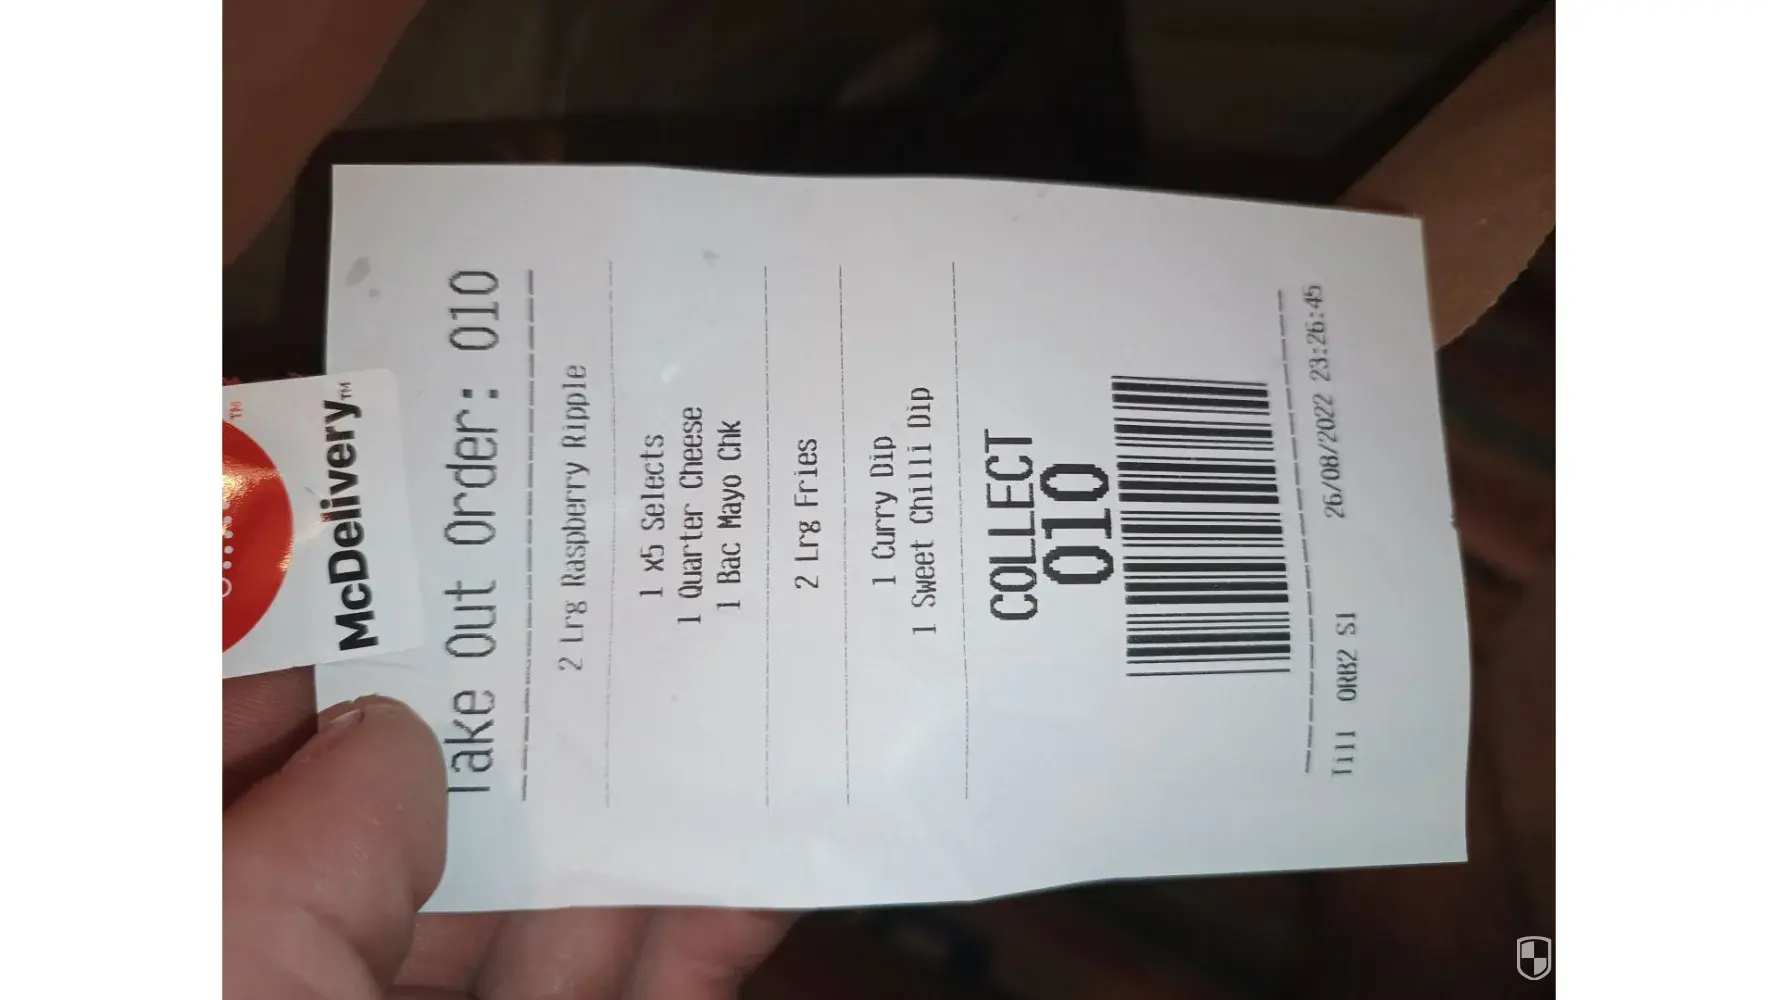 McDelivery™
Take Out Order: 010
2 Lrg Raspberry Ripple
1 x5 Selects
1 Quarter Cheese
1 Bac Mayo Chk
2 Lrg Fries
1 Curry Dip
1 Sweet Chilli Dip
COLLECT
010
Till ORB2 S1 26/08/2022 23:26:45